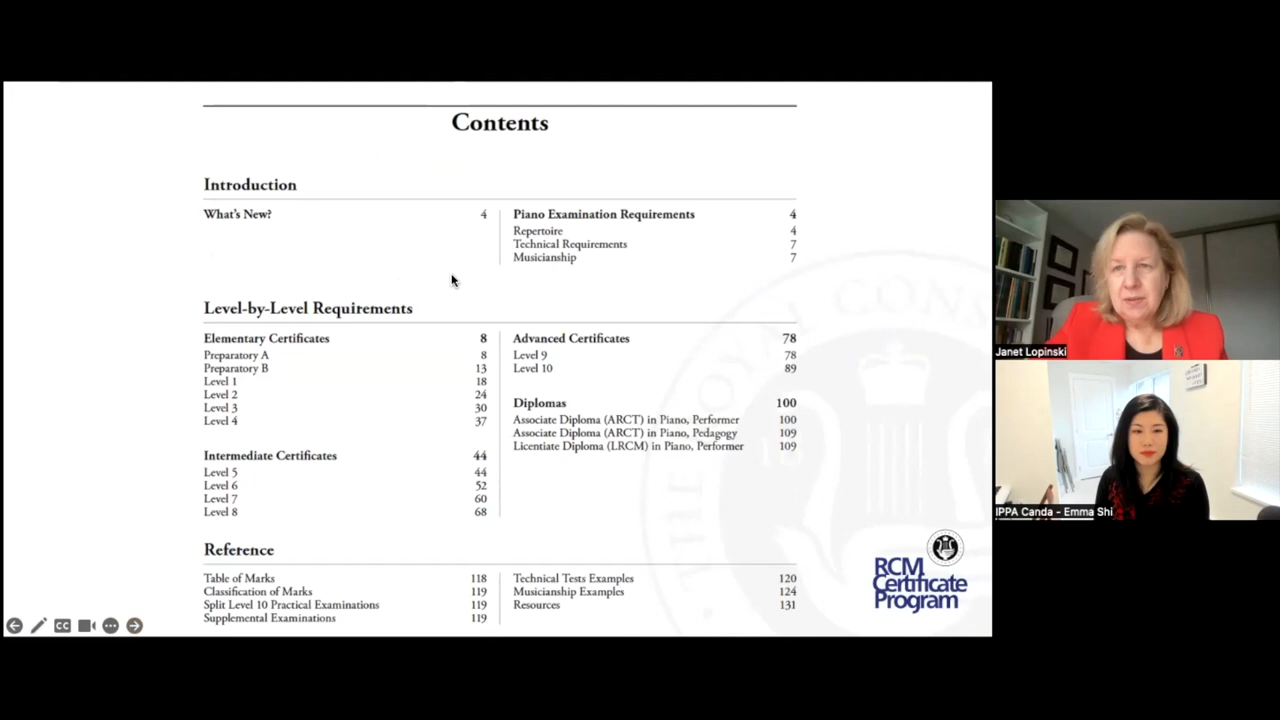 Contents
Introduction
What's New? 4
Piano Examination Requirements 4
Repertoire 4
Technical Requirements 7
Musicianship 7
Level-by-Level Requirements
Elementary Certificates 8
Preparatory A 8
Preparatory B 13
Level 1 18
Level 2 24
Level 3 30
Level 4 37
Intermediate Certificates 44
Level 5 44
Level 6 52
Level 7 60
Level 8 68
Advanced Certificates 78
Level 9 78
Level 10 89
Diplomas 100
Associate Diploma (ARCT) in Piano, Performer 100
Associate Diploma (ARCT) in Piano, Pedagogy 109
Licentiate Diploma (LRCM) in Piano, Performer 109
Reference
Table of Marks 118
Classification of Marks 119
Split Level 10 Practical Examinations 119
Supplemental Examinations 119
Technical Tests Examples 120
Musicianship Examples 124
Resources 131
THE ROYAL CONS
18
RCM
Certificate
Program
CC
Janet Lopinski
IPPA Canda - Emma Shi